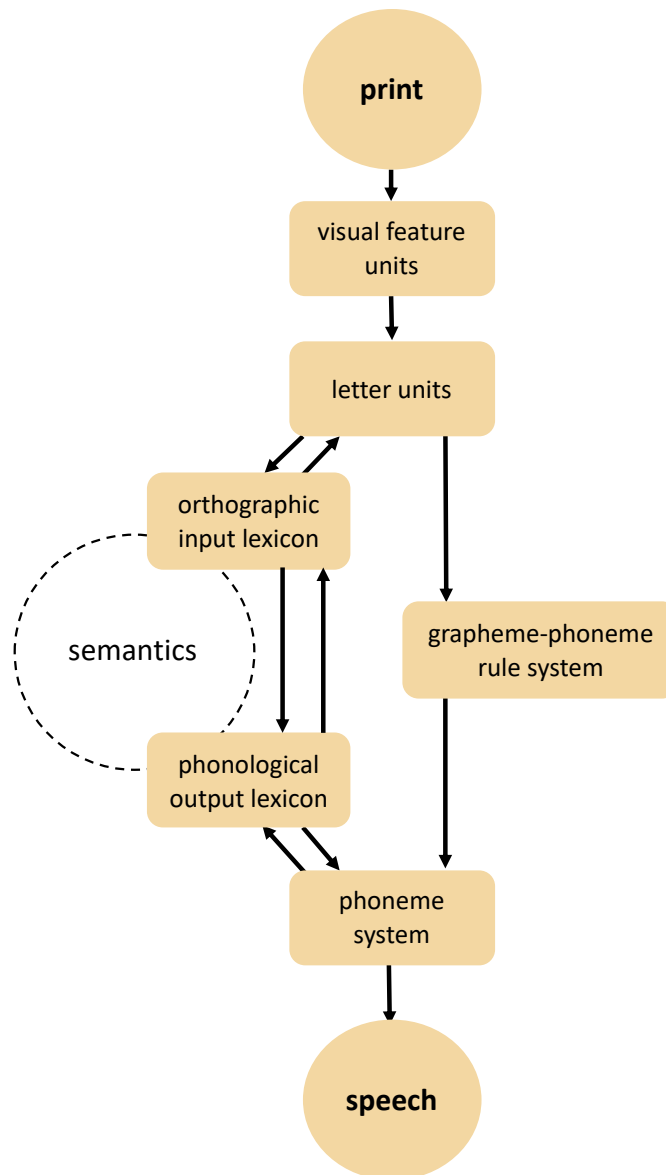 print
visual feature
units
letter units
orthographic
input lexicon
semantics
grapheme-phoneme
rule system
phonological
output lexicon
phoneme
system
speech